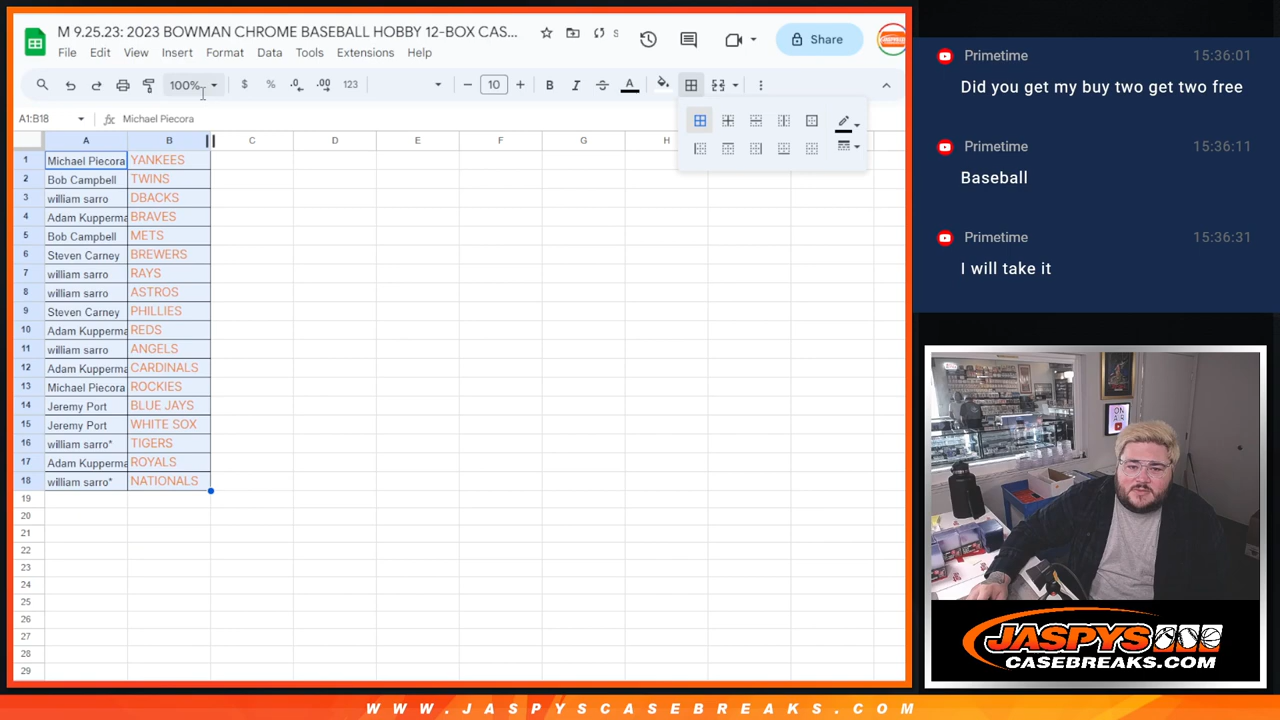 M 9.25.23: 2023 BOWMAN CHROME BASEBALL HOBBY 12-BOX CAS...
Share
File Edit View Insert Format Data Tools Extensions Help
100% $ % .0 .00 123 10 B I A
A1:B18 fx Michael Piecora
A B C D E F G H
1 Michael Piecora YANKEES
2 Bob Campbell TWINS
3 william sarro DBACKS
4 Adam Kupperma BRAVES
5 Bob Campbell METS
6 Steven Carney BREWERS
7 william sarro RAYS
8 william sarro ASTROS
9 Steven Carney PHILLIES
10 Adam Kupperma REDS
11 william sarro ANGELS
12 Adam Kupperma CARDINALS
13 Michael Piecora ROCKIES
14 Jeremy Port BLUE JAYS
15 Jeremy Port WHITE SOX
16 william sarro* TIGERS
17 Adam Kupperma ROYALS
18 william sarro* NATIONALS
19
20
21
22
23
24
25
26
27
28
29
Primetime 15:36:01
Did you get my buy two get two free
Primetime 15:36:11
Baseball
Primetime 15:36:31
I will take it
ON
AIR
JASPYS
CASEBREAKS.COM
WWW.JASPYSCASEBREAKS.COM